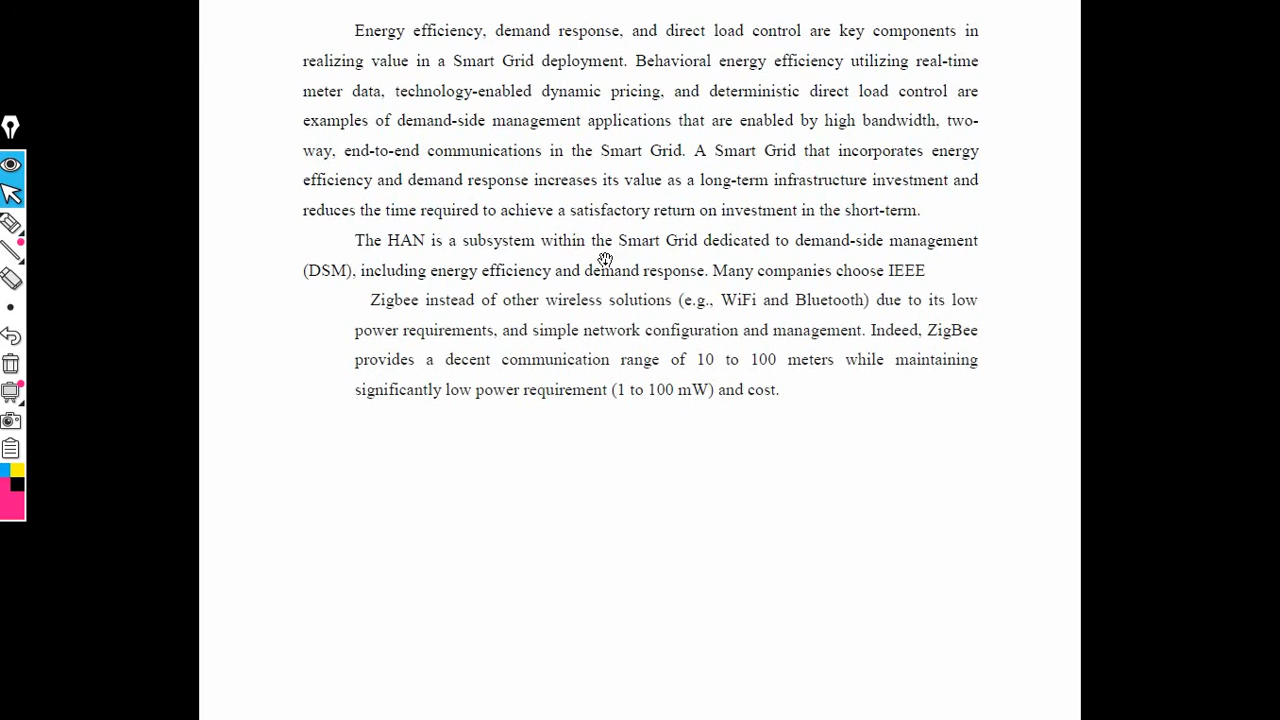 Energy efficiency, demand response, and direct load control are key components in
realizing value in a Smart Grid deployment. Behavioral energy efficiency utilizing real-time
meter data, technology-enabled dynamic pricing, and deterministic direct load control are
examples of demand-side management applications that are enabled by high bandwidth, two-
way, end-to-end communications in the Smart Grid. A Smart Grid that incorporates energy
efficiency and demand response increases its value as a long-term infrastructure investment and
reduces the time required to achieve a satisfactory return on investment in the short-term.
The HAN is a subsystem within the Smart Grid dedicated to demand-side management
(DSM), including energy efficiency and demand response. Many companies choose IEEE
Zigbee instead of other wireless solutions (e.g., WiFi and Bluetooth) due to its low
power requirements, and simple network configuration and management. Indeed, ZigBee
provides a decent communication range of 10 to 100 meters while maintaining
significantly low power requirement (1 to 100 mW) and cost.